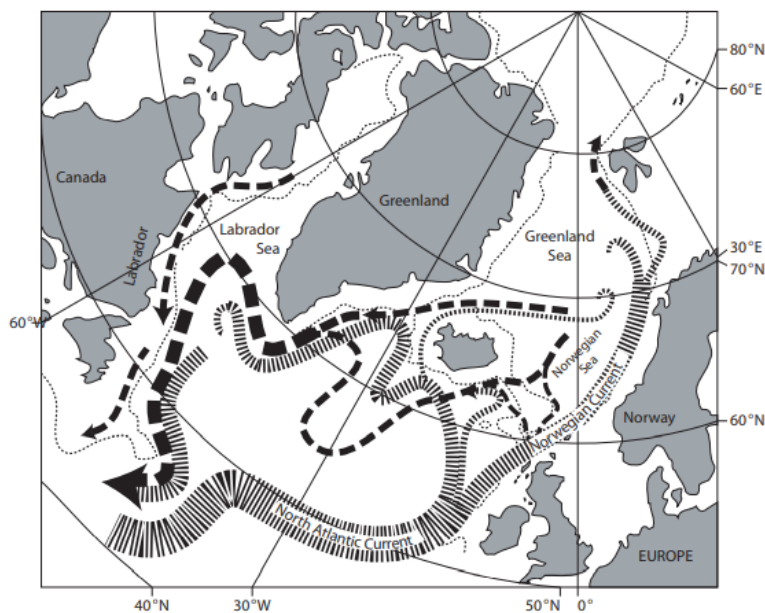 80°N
60°E
Canada
Greenland
Labrador
Labrador
Sea
Greenland
Sea
30°E
70°N
60°W
Norwegian
Sea
Norwegian Current
Norway
60°N
North Atlantic Current
EUROPE
40°N
30°W
50°N
0°